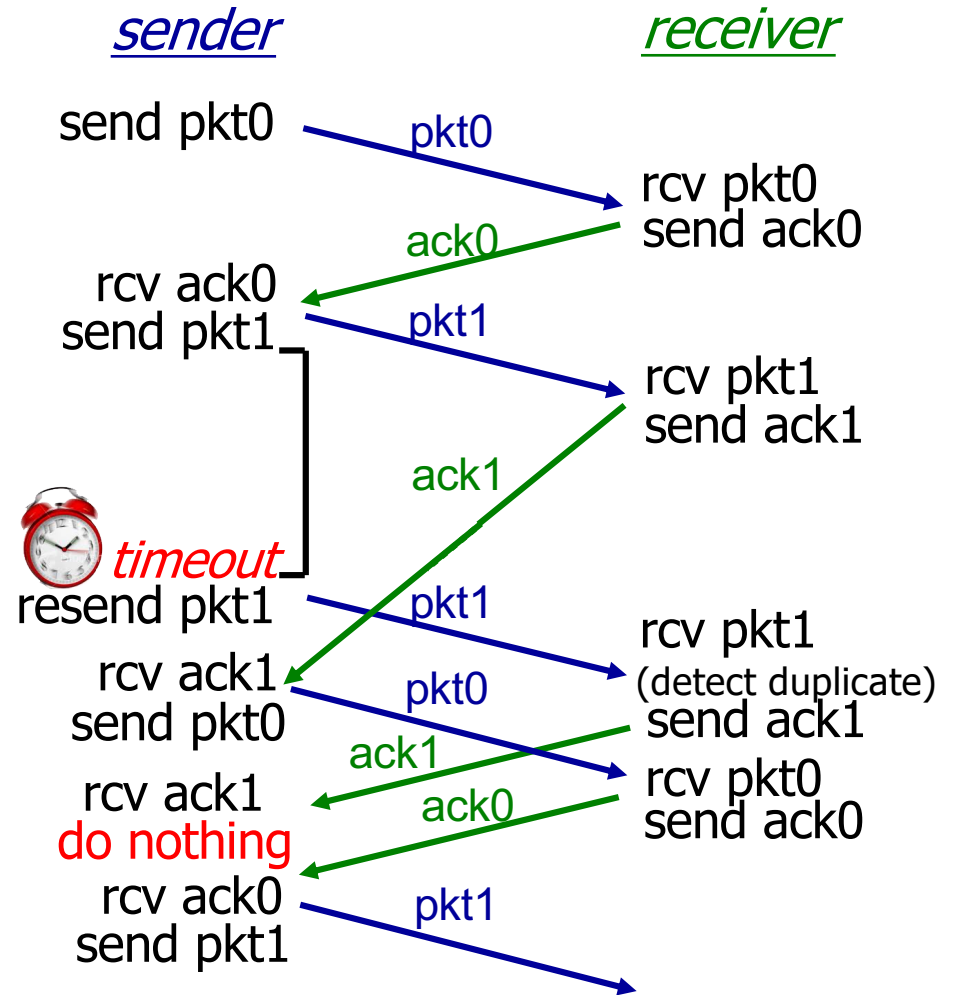 sender
receiver
send pkt0
pkt0
rcv pkt0
send ack0
ack0
rcv ack0
send pkt1
pkt1
rcv pkt1
send ack1
ack1
timeout
resend pkt1
pkt1
rcv pkt1
(detect duplicate)
send ack1
rcv ack1
send pkt0
pkt0
ack1
rcv pkt0
send ack0
rcv ack1
do nothing
ack0
rcv ack0
send pkt1
pkt1